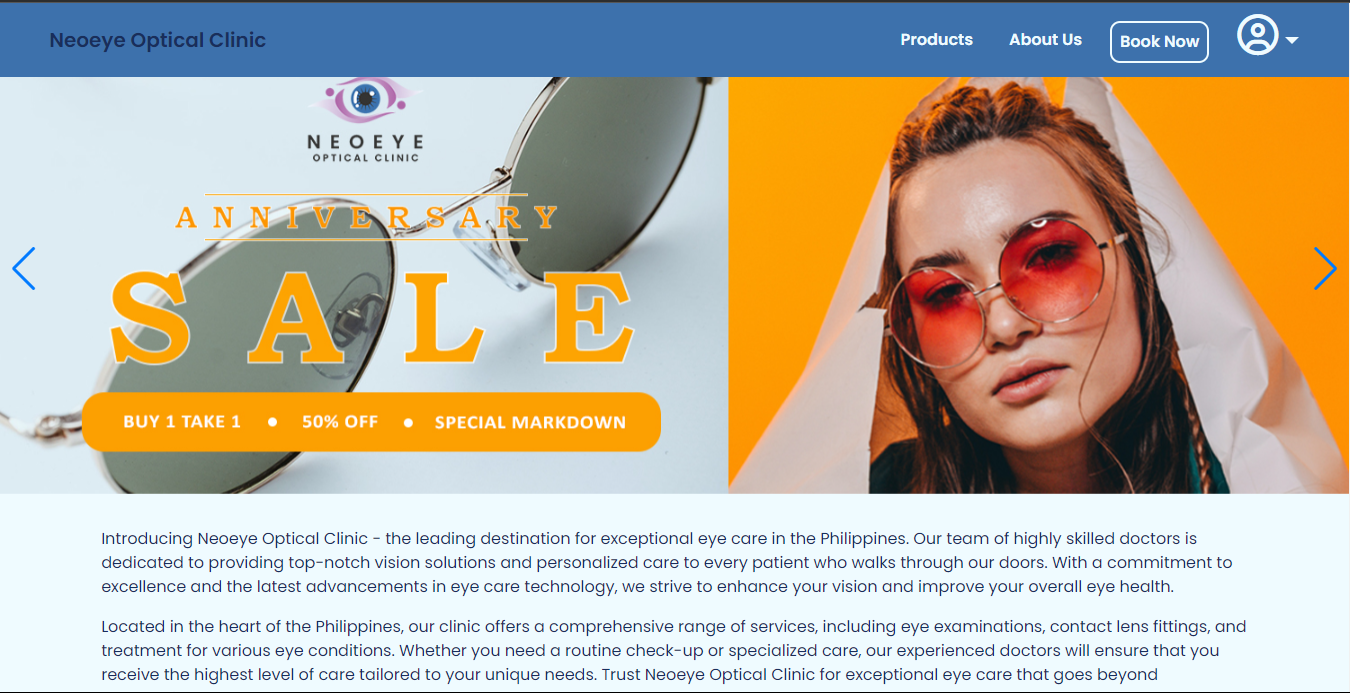 Neoeye Optical Clinic
Products
About Us
Book Now
NEOEYE
OPTICAL CLINIC
ANNIVERSARY
SALE
BUY 1 TAKE 1 ● 50% OFF ● SPECIAL MARKDOWN
Introducing Neoeye Optical Clinic - the leading destination for exceptional eye care in the Philippines. Our team of highly skilled doctors is
dedicated to providing top-notch vision solutions and personalized care to every patient who walks through our doors. With a commitment to
excellence and the latest advancements in eye care technology, we strive to enhance your vision and improve your overall eye health.
Located in the heart of the Philippines, our clinic offers a comprehensive range of services, including eye examinations, contact lens fittings, and
treatment for various eye conditions. Whether you need a routine check-up or specialized care, our experienced doctors will ensure that you
receive the highest level of care tailored to your unique needs. Trust Neoeye Optical Clinic for exceptional eye care that goes beyond